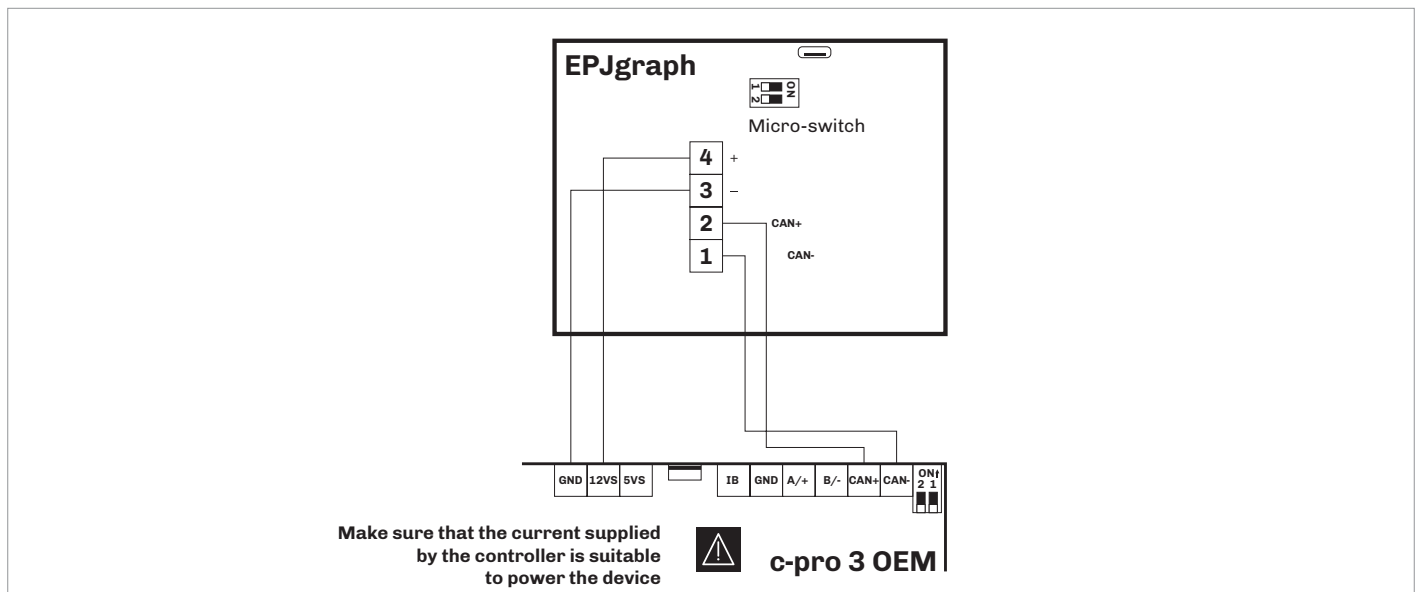 EPJgraph
1 2 ON
Micro-switch
4 +
3 –
2 CAN+
1 CAN-
GND 12VS 5VS IB GND A/+ B/- CAN+ CAN- ON↑
2 1
Make sure that the current supplied
by the controller is suitable
to power the device
c-pro 3 OEM